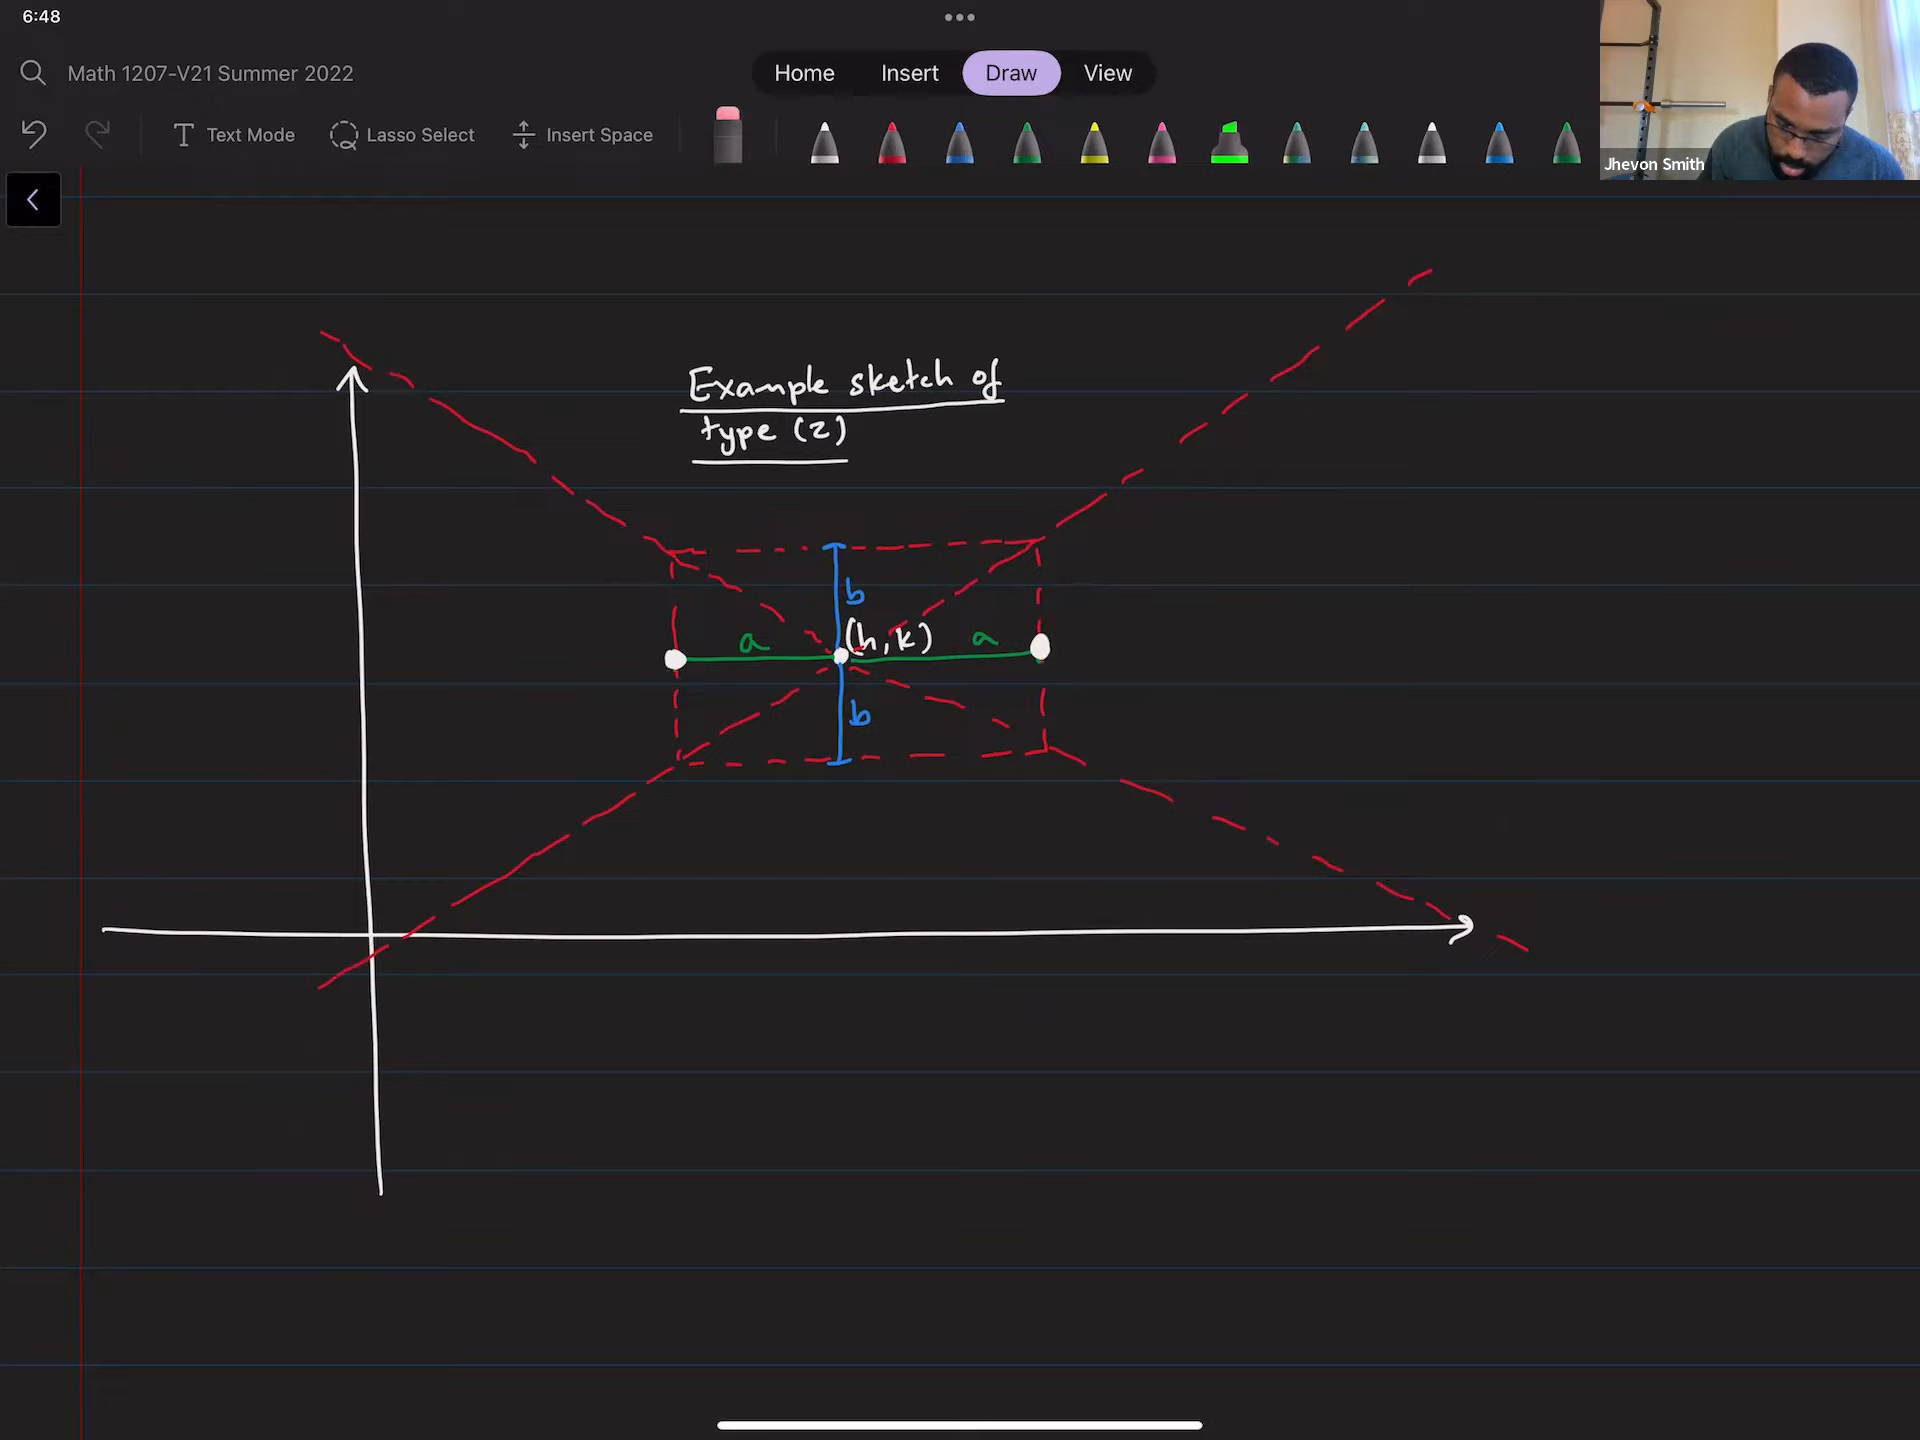 6:48
Math 1207-V21 Summer 2022
Home Insert Draw View
Text Mode Lasso Select Insert Space
Jhevon Smith
Example sketch of
type (2)
b
(h,k)
a a
b